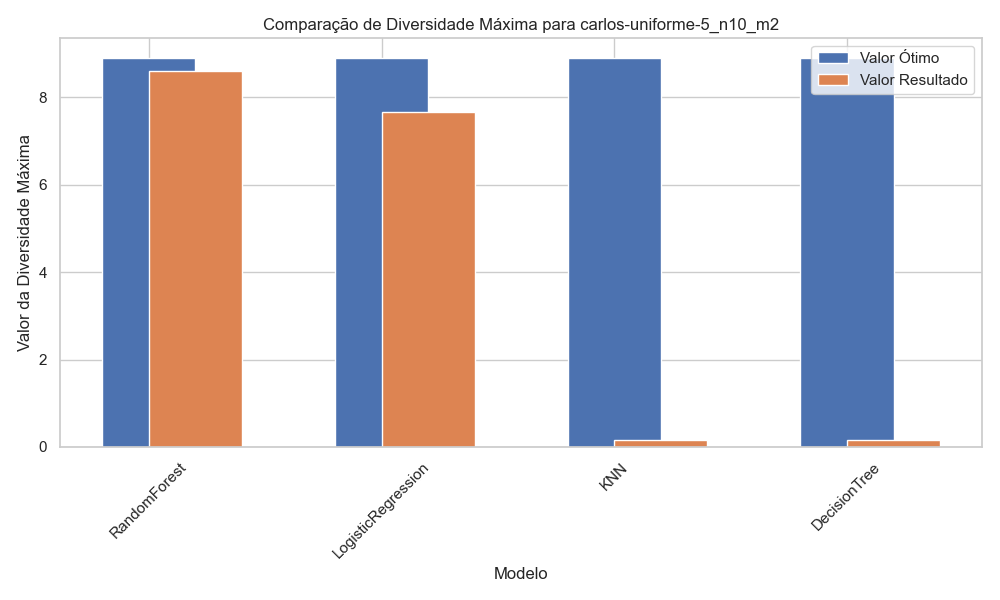 Comparação de Diversidade Máxima para carlos-uniforme-5_n10_m2
Valor Ótimo
Valor Resultado
Valor da Diversidade Máxima
8
6
4
2
0
RandomForest
LogisticRegression
KNN
DecisionTree
Modelo